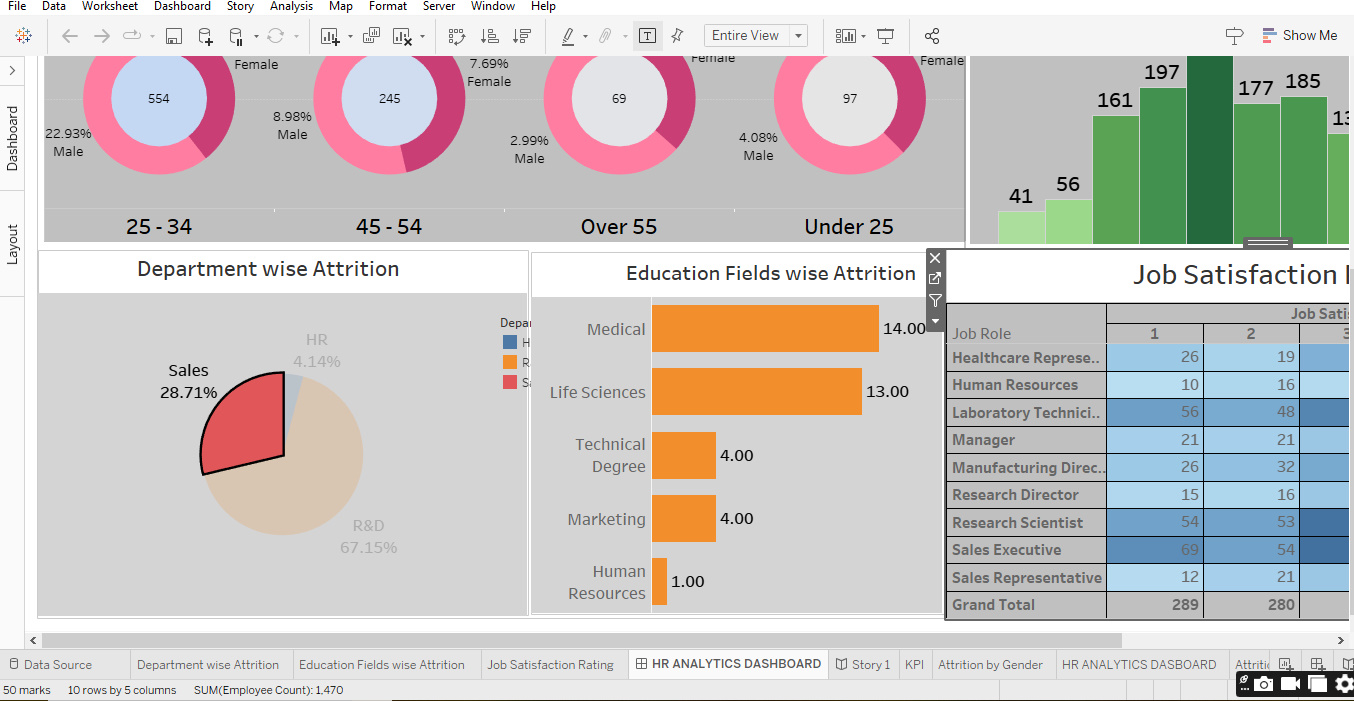 File Data Worksheet Dashboard Story Analysis Map Format Server Window Help
Entire View
Show Me
Dashboard
Layout
Female
7.69%
Female
Female
Female
554
245
69
97
22.93%
Male
8.98%
Male
2.99%
Male
4.08%
Male
25 - 34
45 - 54
Over 55
Under 25
41
56
161
197
177
185
Department wise Attrition
HR
4.14%
Sales
28.71%
R&D
67.15%
Education Fields wise Attrition
Medical 14.00
Life Sciences 13.00
Technical
Degree
4.00
Marketing 4.00
Human
Resources
1.00
Job Satisfaction
Job Role 1 2
Healthcare Represe.. 26 19
Human Resources 10 16
Laboratory Technici.. 56 48
Manager 21 21
Manufacturing Direc.. 26 32
Research Director 15 16
Research Scientist 54 53
Sales Executive 69 54
Sales Representative 12 21
Grand Total 289 280
Data Source Department wise Attrition Education Fields wise Attrition Job Satisfaction Rating HR ANALYTICS DASHBOARD Story 1 KPI Attrition by Gender HR ANALYTICS DASBOARD
50 marks 10 rows by 5 columns SUM(Employee Count): 1.470